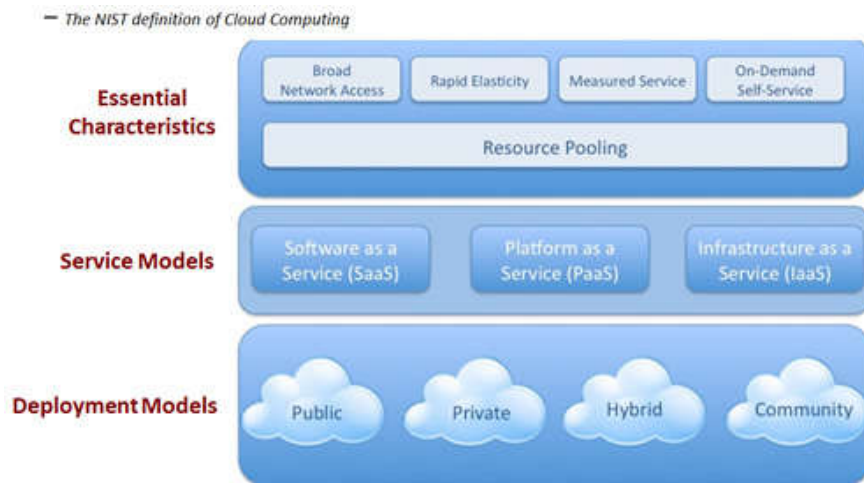 — The NIST definition of Cloud Computing
Essential
Characteristics
Broad
Network Access
Rapid Elasticity
Measured Service
On-Demand
Self-Service
Resource Pooling
Service Models
Software as a
Service (SaaS)
Platform as a
Service (PaaS)
Infrastructure as a
Service (IaaS)
Deployment Models
Public
Private
Hybrid
Community